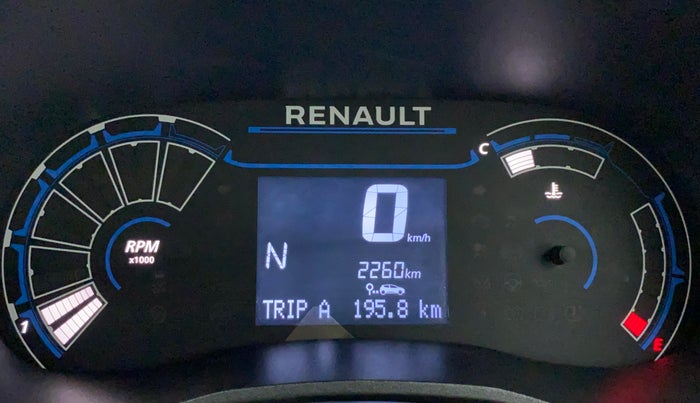 RENAULT
C
0 km/h
RPM
x1000
N
2260km
TRIP A 195.8 km
1
E